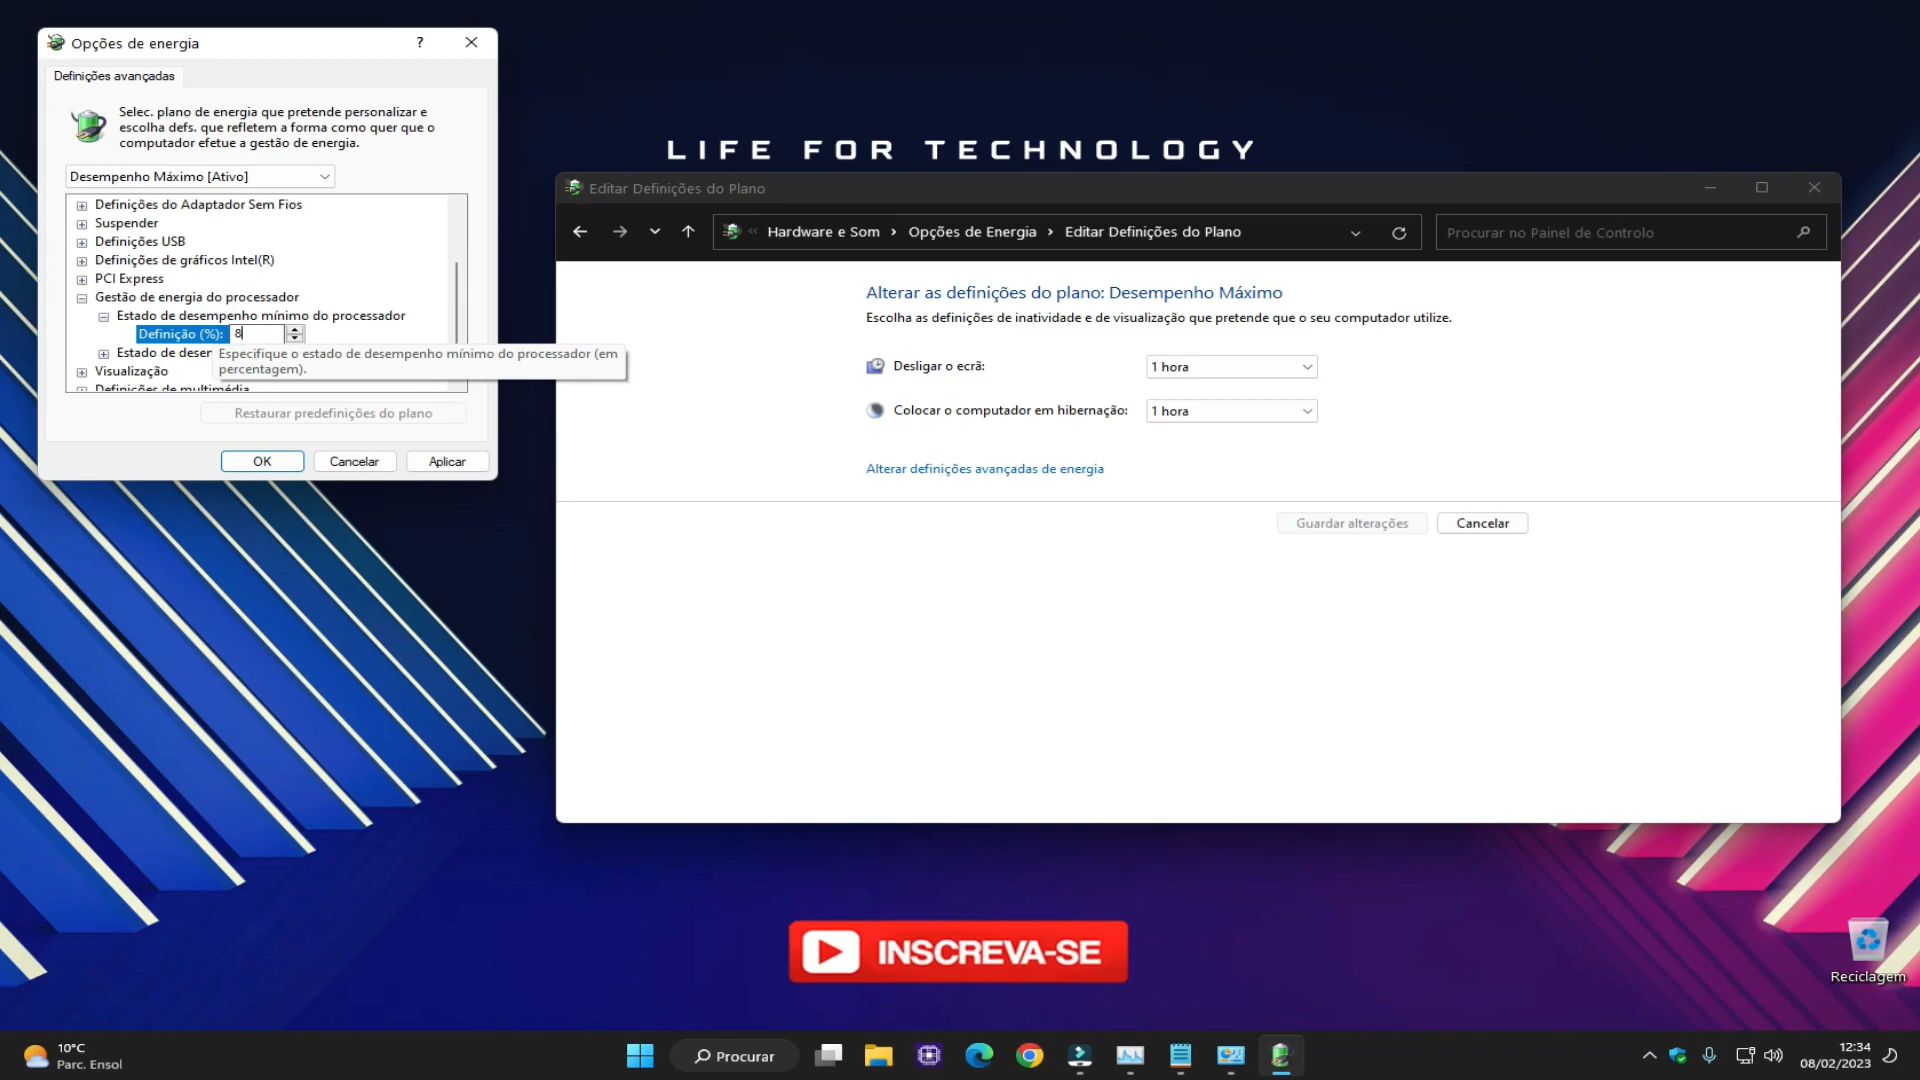 Opções de energia
?
Definições avançadas
Selec. plano de energia que pretende personalizar e
escolha defs. que refletem a forma como quer que o
computador efetue a gestão de energia.
Desempenho Máximo [Ativo]
Definições do Adaptador Sem Fios
Suspender
Definições USB
Definições de gráficos Intel(R)
PCI Express
Gestão de energia do processador
Estado de desempenho mínimo do processador
Definição (%): 8
Estado de deser
Especifique o estado de desempenho mínimo do processador (em
percentagem).
Visualização
Definições de multimédia
Restaurar predefinições do plano
OK
Cancelar
Aplicar
LIFE FOR TECHNOLOGY
Editar Definições do Plano
« Hardware e Som › Opções de Energia › Editar Definições do Plano
Procurar no Painel de Controlo
Alterar as definições do plano: Desempenho Máximo
Escolha as definições de inatividade e de visualização que pretende que o seu computador utilize.
Desligar o ecrã:
1 hora
Colocar o computador em hibernação:
1 hora
Alterar definições avançadas de energia
Guardar alterações
Cancelar
INSCREVA-SE
Reciclagem
10°C
Parc. Ensol
Procurar
12:34
08/02/2023